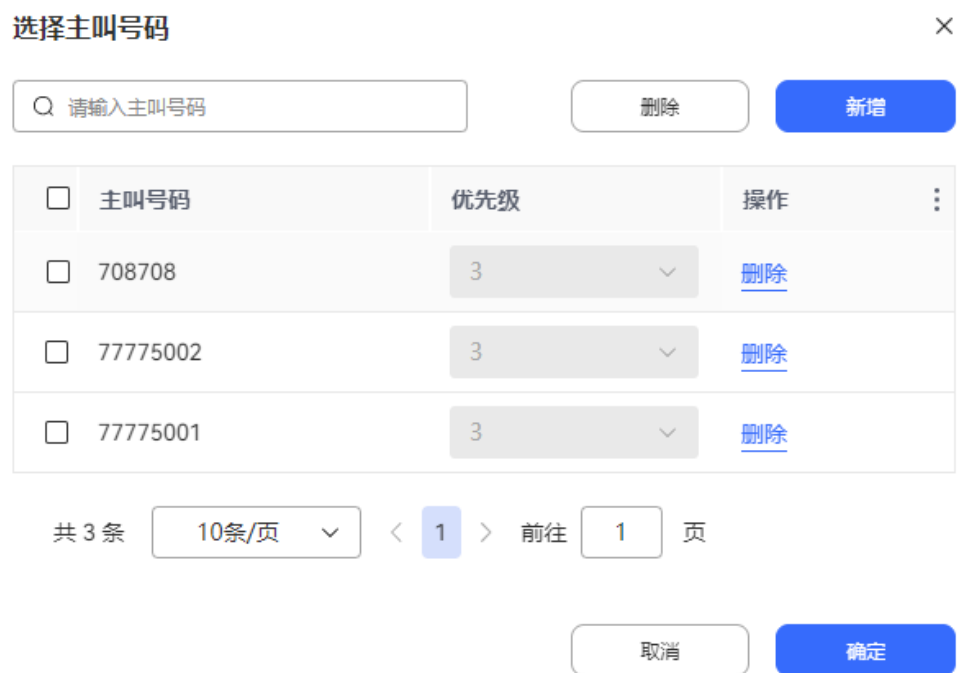 选择主叫号码
请输入主叫号码 删除 新增
主叫号码 优先级 操作
708708 3 删除
77775002 3 删除
77775001 3 删除
共 3 条 10条/页 1 前往 1 页
取消 确定